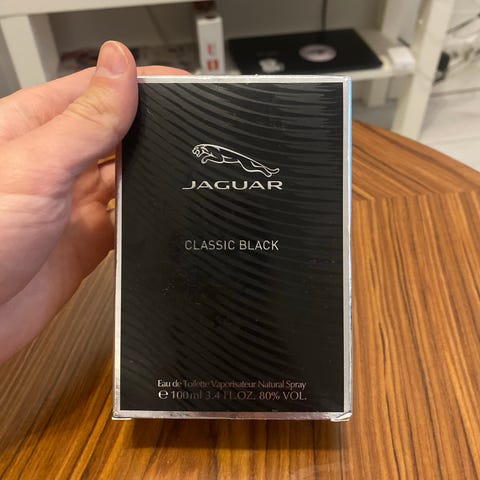 JAGUAR
CLASSIC BLACK
Eau de Toilette Vaporisateur Natural Spray
℮ 100 ml 3.4 FL.OZ. 80% VOL.